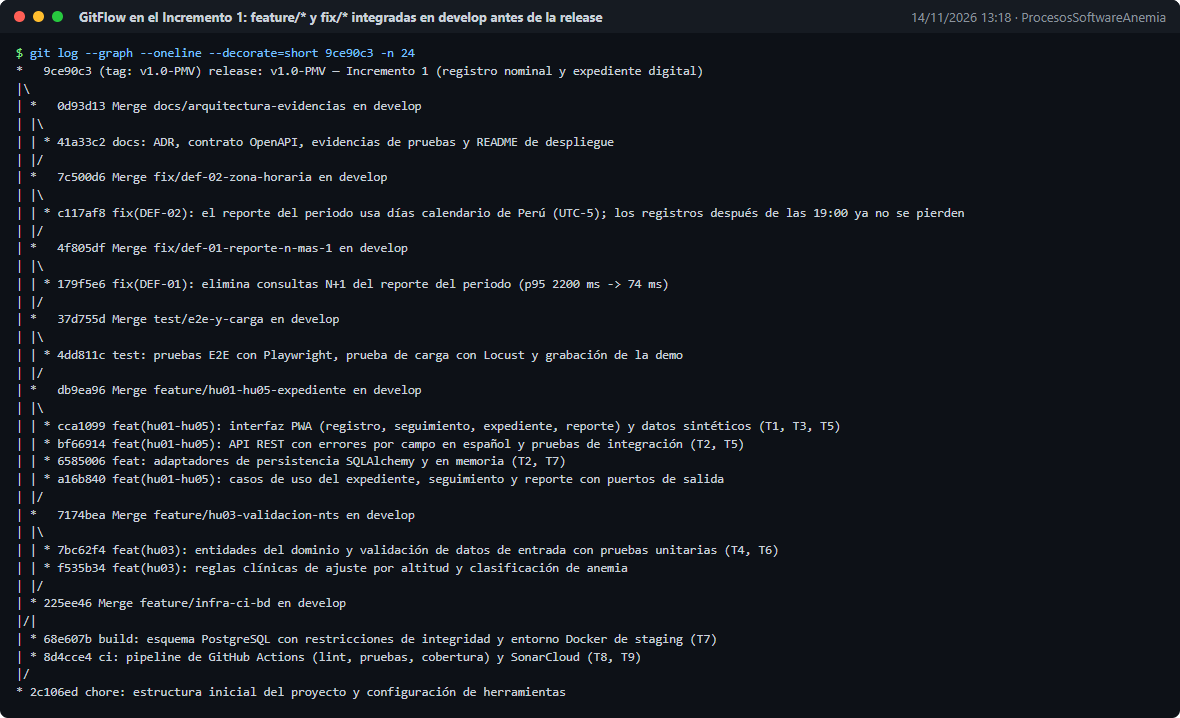 GitFlow en el Incremento 1: feature/* y fix/* integradas en develop antes de la release
14/11/2026 13:18 · ProcesosSoftwareAnemia
$ git log --graph --oneline --decorate=short 9ce90c3 -n 24
*   9ce90c3 (tag: v1.0-PMV) release: v1.0-PMV — Incremento 1 (registro nominal y expediente digital)
|\
| *   0d93d13 Merge docs/arquitectura-evidencias en develop
| |\
| | * 41a33c2 docs: ADR, contrato OpenAPI, evidencias de pruebas y README de despliegue
| |/
| *   7c500d6 Merge fix/def-02-zona-horaria en develop
| |\
| | * c117af8 fix(DEF-02): el reporte del periodo usa días calendario de Perú (UTC-5); los registros después de las 19:00 ya no se pierden
| |/
| *   4f805df Merge fix/def-01-reporte-n-mas-1 en develop
| |\
| | * 179f5e6 fix(DEF-01): elimina consultas N+1 del reporte del periodo (p95 2200 ms -> 74 ms)
| |/
| *   37d755d Merge test/e2e-y-carga en develop
| |\
| | * 4dd811c test: pruebas E2E con Playwright, prueba de carga con Locust y grabación de la demo
| |/
| *   db9ea96 Merge feature/hu01-hu05-expediente en develop
| |\
| | * cca1099 feat(hu01-hu05): interfaz PWA (registro, seguimiento, expediente, reporte) y datos sintéticos (T1, T3, T5)
| | * bf66914 feat(hu01-hu05): API REST con errores por campo en español y pruebas de integración (T2, T5)
| | * 6585006 feat: adaptadores de persistencia SQLAlchemy y en memoria (T2, T7)
| | * a16b840 feat(hu01-hu05): casos de uso del expediente, seguimiento y reporte con puertos de salida
| |/
| *   7174bea Merge feature/hu03-validacion-nts en develop
| |\
| | * 7bc62f4 feat(hu03): entidades del dominio y validación de datos de entrada con pruebas unitarias (T4, T6)
| | * f535b34 feat(hu03): reglas clínicas de ajuste por altitud y clasificación de anemia
| |/
| * 225ee46 Merge feature/infra-ci-bd en develop
|/|
| * 68e607b build: esquema PostgreSQL con restricciones de integridad y entorno Docker de staging (T7)
| * 8d4cce4 ci: pipeline de GitHub Actions (lint, pruebas, cobertura) y SonarCloud (T8, T9)
|/
* 2c106ed chore: estructura inicial del proyecto y configuración de herramientas